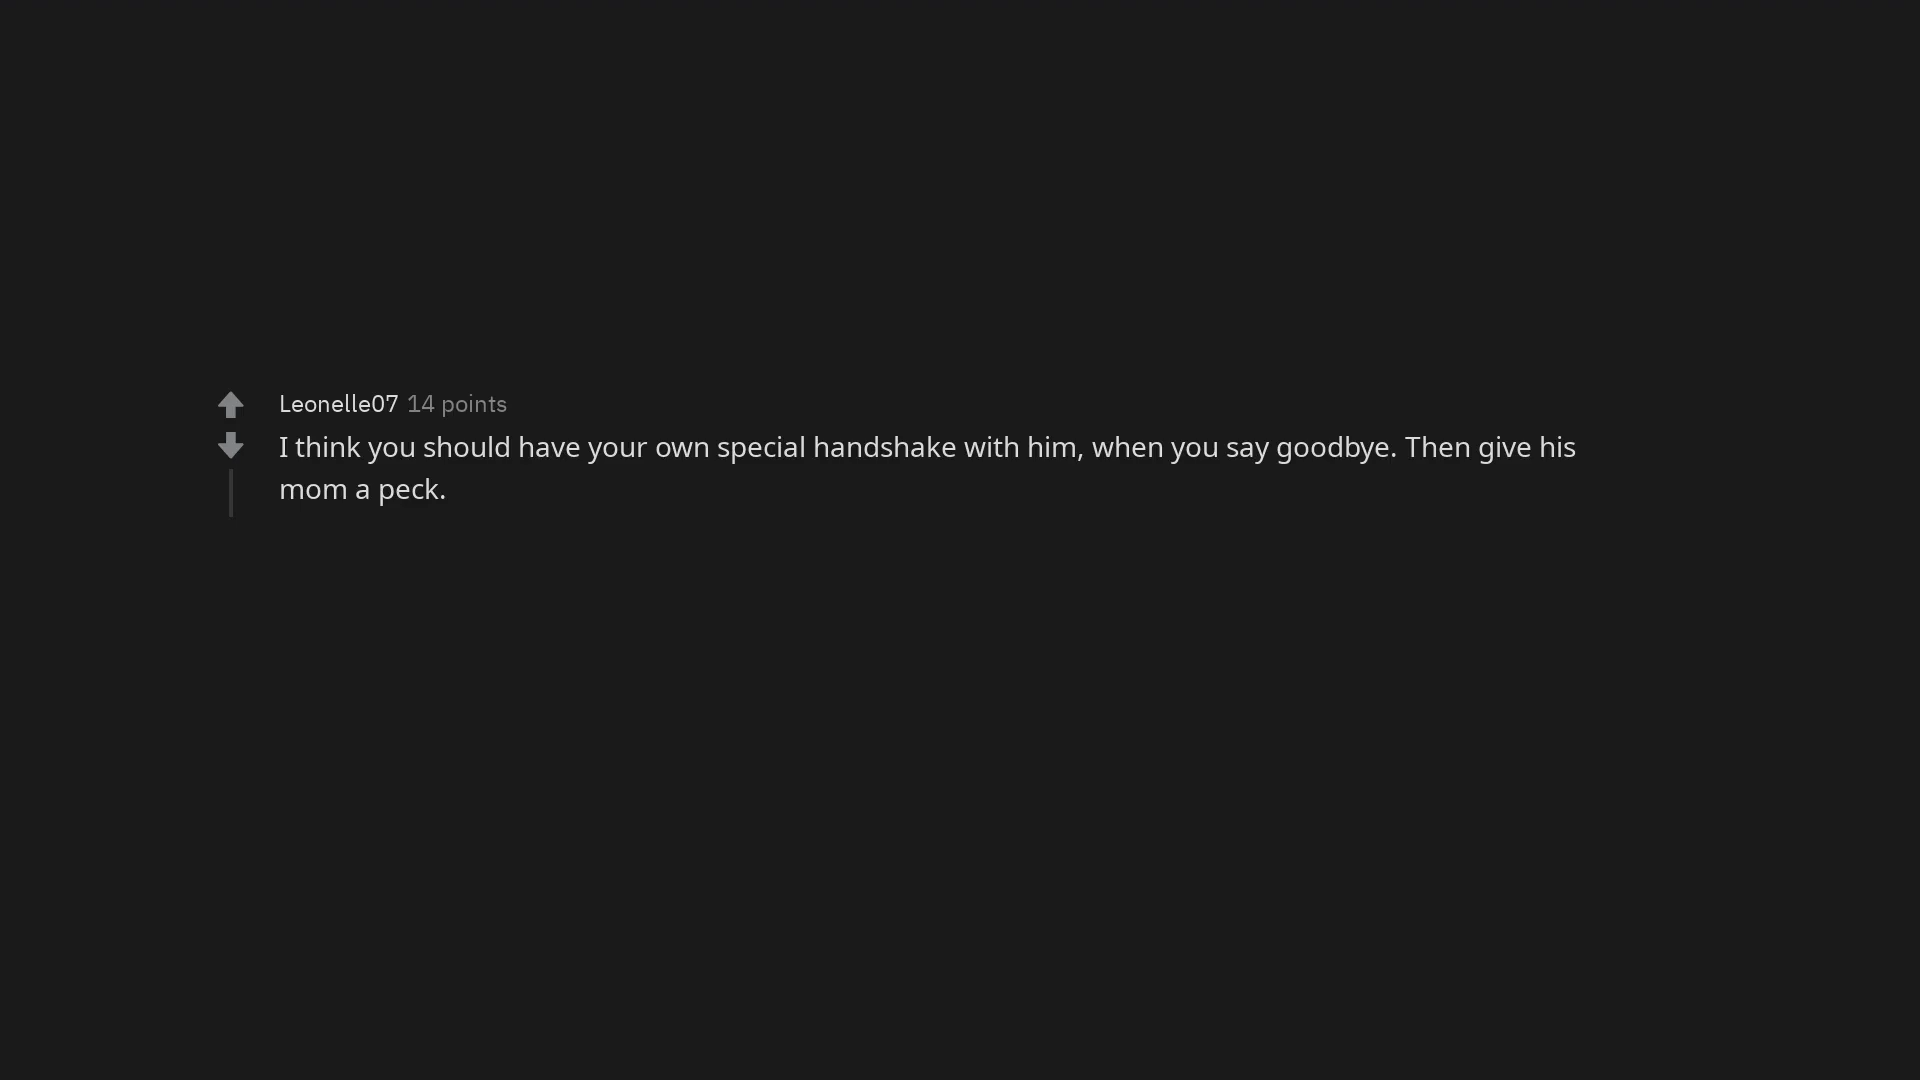 Leonelle07 14 points
I think you should have your own special handshake with him, when you say goodbye. Then give his
mom a peck.